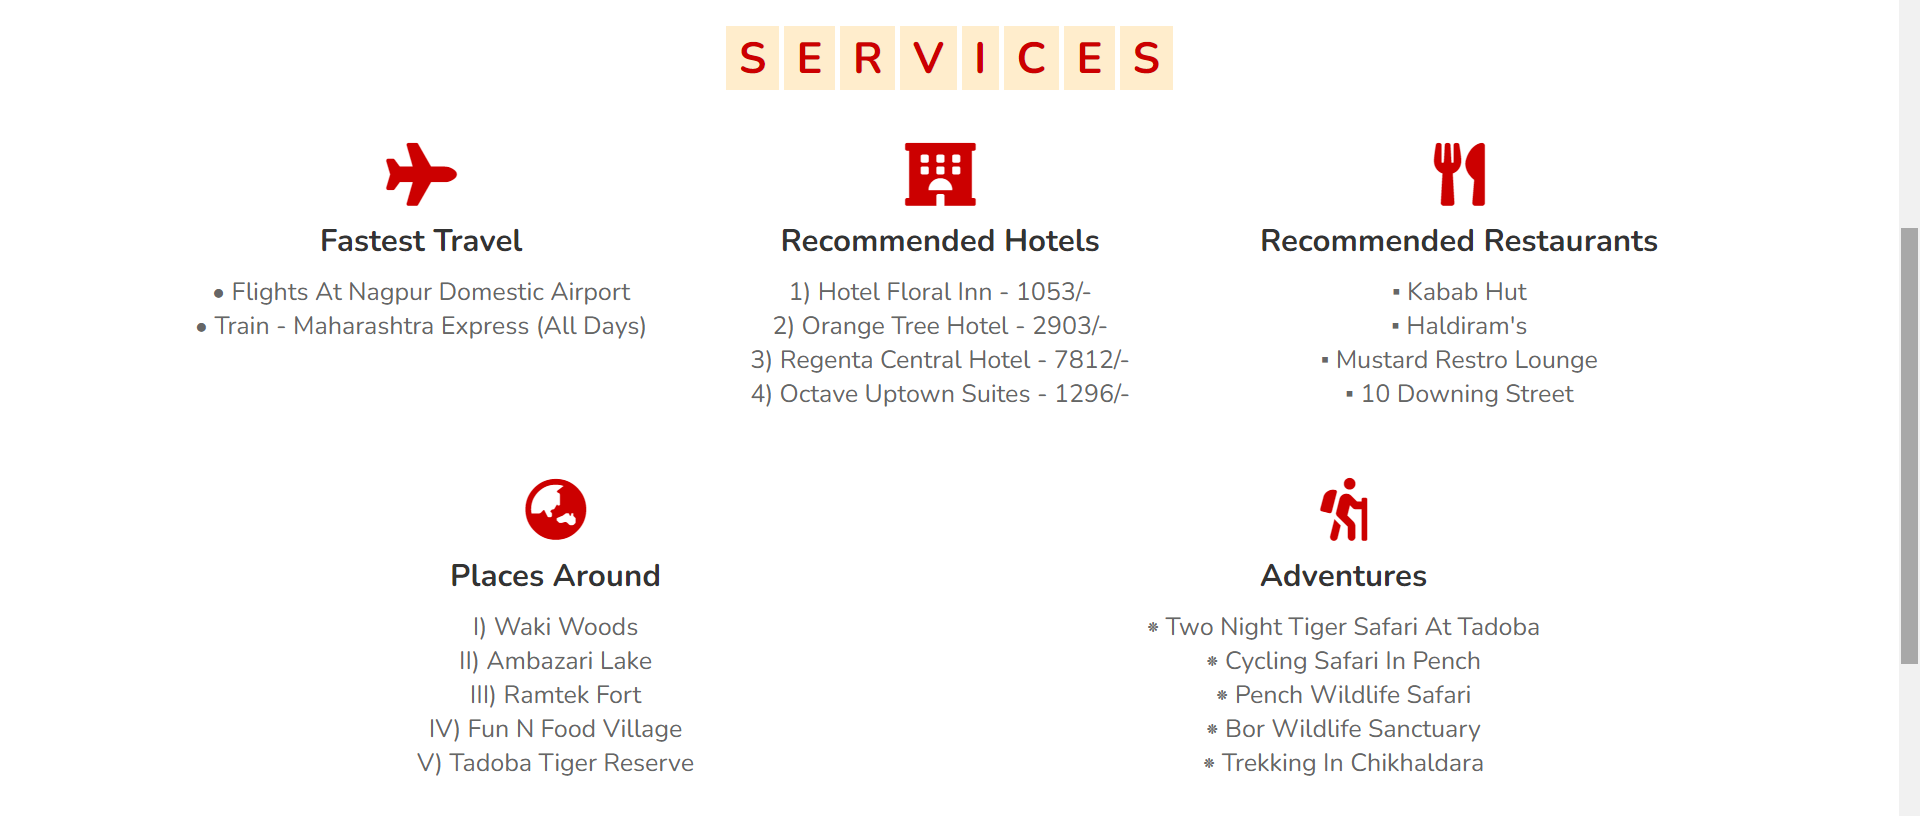 SERVICES
Fastest Travel
• Flights At Nagpur Domestic Airport
• Train - Maharashtra Express (All Days)
Recommended Hotels
1) Hotel Floral Inn - 1053/-
2) Orange Tree Hotel - 2903/-
3) Regenta Central Hotel - 7812/-
4) Octave Uptown Suites - 1296/-
Recommended Restaurants
▪ Kabab Hut
▪ Haldiram's
▪ Mustard Restro Lounge
▪ 10 Downing Street
Places Around
I) Waki Woods
II) Ambazari Lake
III) Ramtek Fort
IV) Fun N Food Village
V) Tadoba Tiger Reserve
Adventures
⁕ Two Night Tiger Safari At Tadoba
⁕ Cycling Safari In Pench
⁕ Pench Wildlife Safari
⁕ Bor Wildlife Sanctuary
⁕ Trekking In Chikhaldara